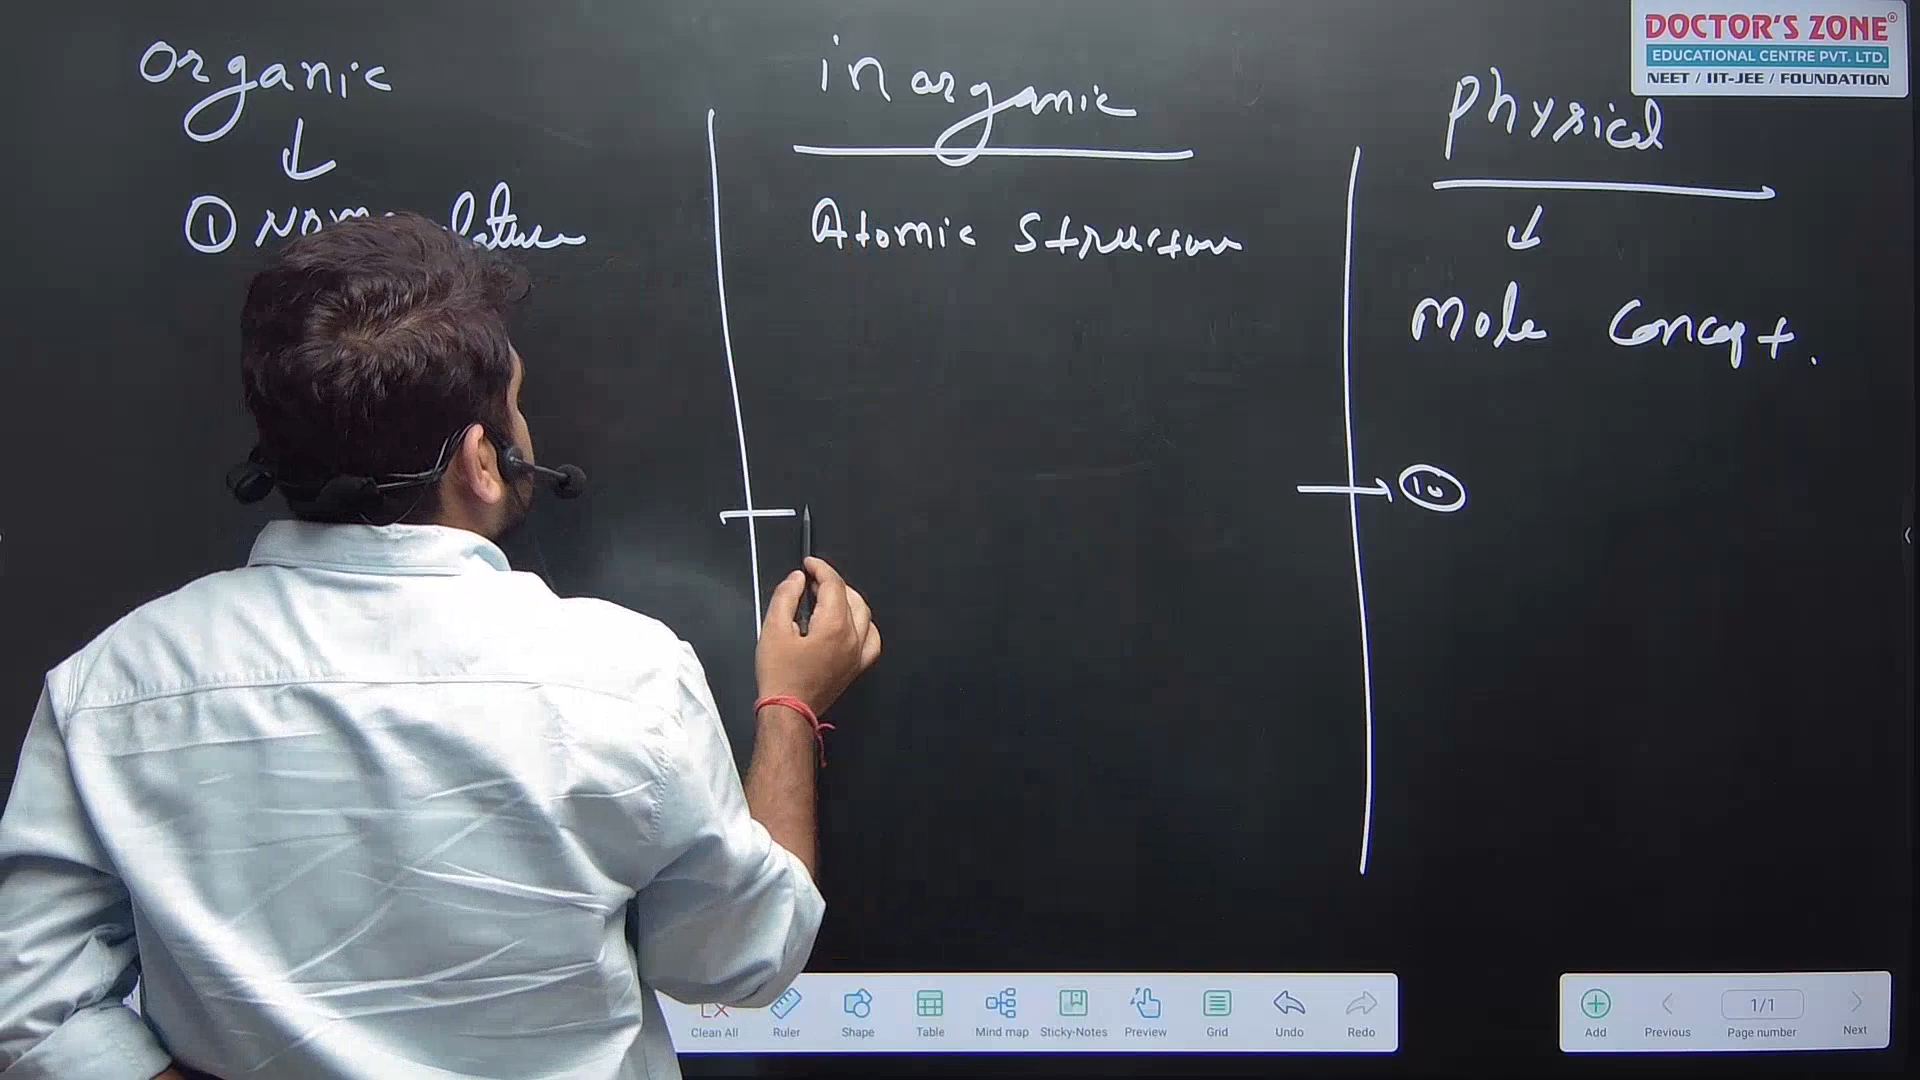 Organic
① Nomenclature
inorganic
Atomic Structure
Physical
Mole Concept.
10
DOCTOR'S ZONE®
EDUCATIONAL CENTRE PVT. LTD.
NEET / IIT-JEE / FOUNDATION
Clean All
Ruler
Shape
Table
Mind map
Sticky-Notes
Preview
Grid
Undo
Redo
Add
Previous
1/1
Page number
Next